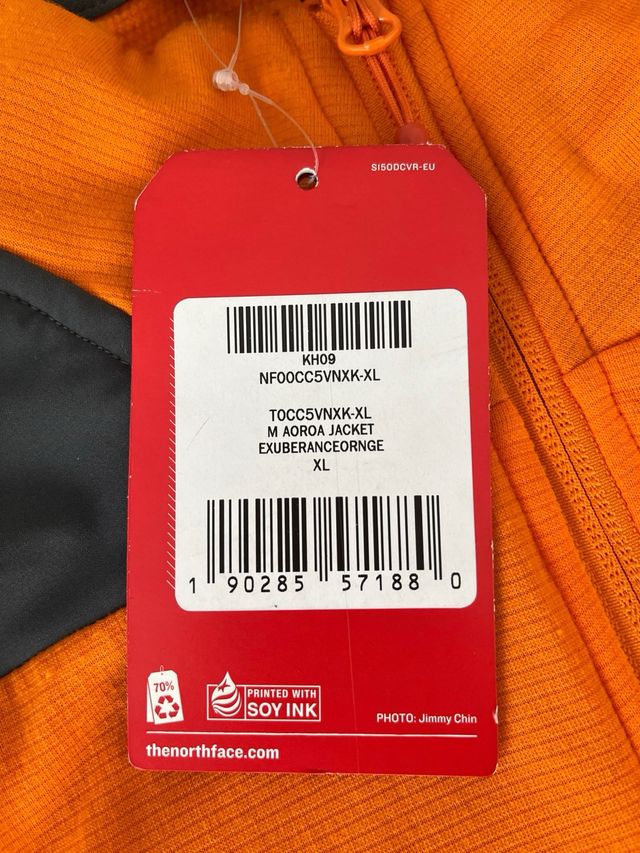 SI50DCVR-EU
KH09
NF00CC5VNXK-XL
T0CC5VNXK-XL
M AOROA JACKET
EXUBERANCEORNGE
XL
1 90285 57188 0
70%
PRINTED WITH
SOY INK
PHOTO: Jimmy Chin
thenorthface.com